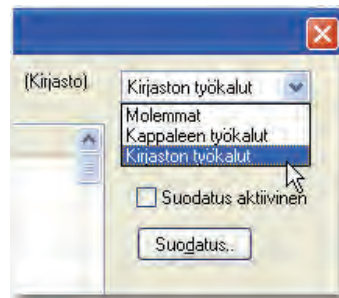 (Kirjasto)
Kirjaston työkalut
Molemmat
Kappaleen työkalut
Kirjaston työkalut
Suodatus aktiivinen
Suodatus..